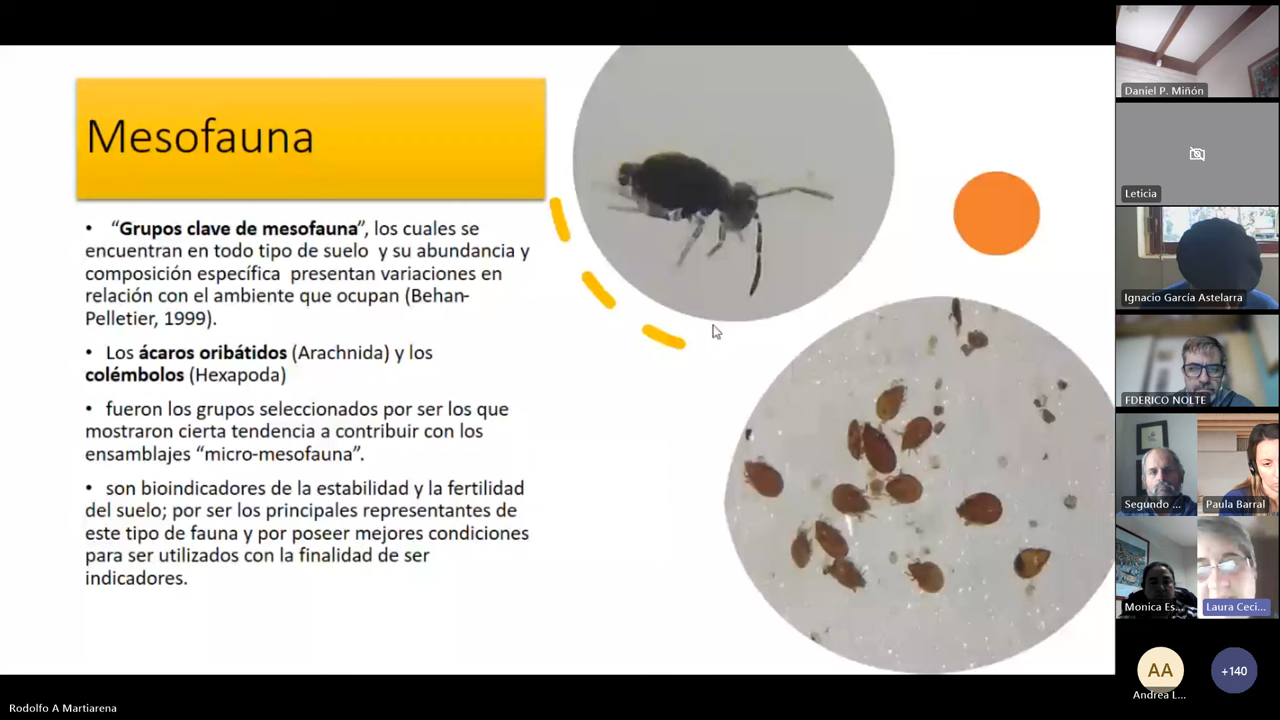 Mesofauna
• “Grupos clave de mesofauna”, los cuales se
encuentran en todo tipo de suelo y su abundancia y
composición específica presentan variaciones en
relación con el ambiente que ocupan (Behan-
Pelletier, 1999).
• Los ácaros oribátidos (Arachnida) y los
colémbolos (Hexapoda)
• fueron los grupos seleccionados por ser los que
mostraron cierta tendencia a contribuir con los
ensamblajes “micro-mesofauna”.
• son bioindicadores de la estabilidad y la fertilidad
del suelo; por ser los principales representantes de
este tipo de fauna y por poseer mejores condiciones
para ser utilizados con la finalidad de ser
indicadores.
Daniel P. Miñón
Leticia
Ignacio García Astelarra
FDERICO NOLTE
Segundo ...
Paula Barral
Monica Es...
Laura Ceci...
AA
Andrea L...
+140
Rodolfo A Martiarena